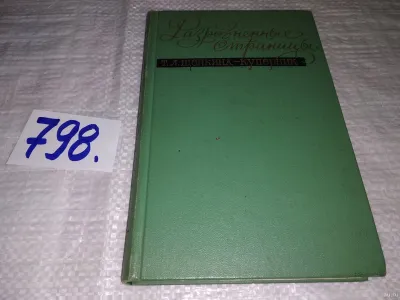 Разрозненные
страницы
Т.Л.ЩЕПКИНА-КУПЕРНИК
798.